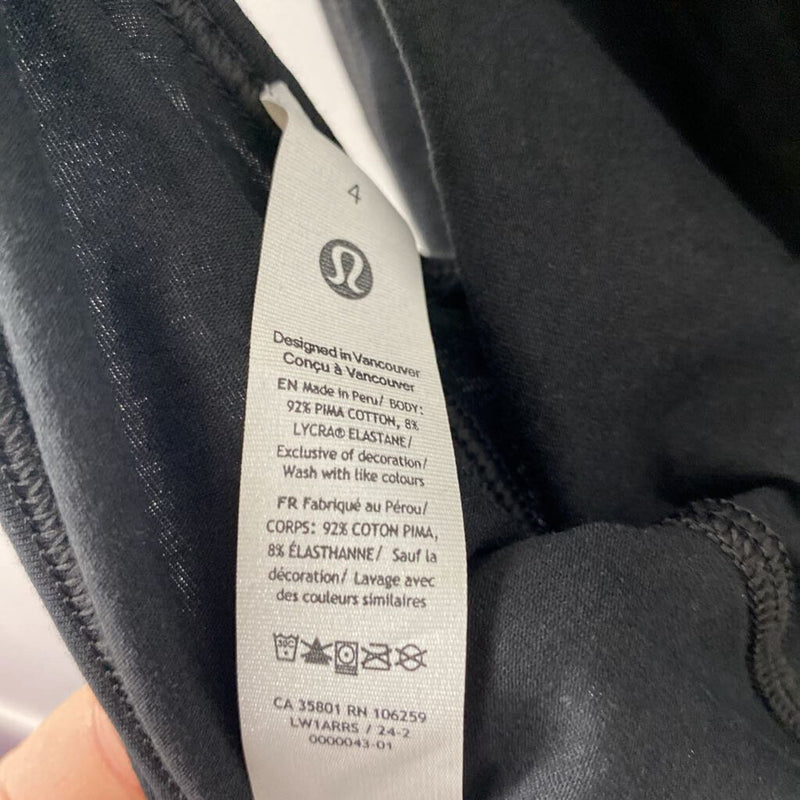 4
Designed in Vancouver
Conçu à Vancouver
EN Made in Peru/ BODY:
92% PIMA COTTON, 8%
LYCRA® ELASTANE/
Exclusive of decoration/
Wash with like colours
FR Fabriqué au Pérou/
CORPS: 92% COTON PIMA,
8% ÉLASTHANNE/ Sauf la
décoration/ Lavage avec
des couleurs similaires
30°
CA 35801 RN 106259
LW1ARRS / 24-2
0000043-01